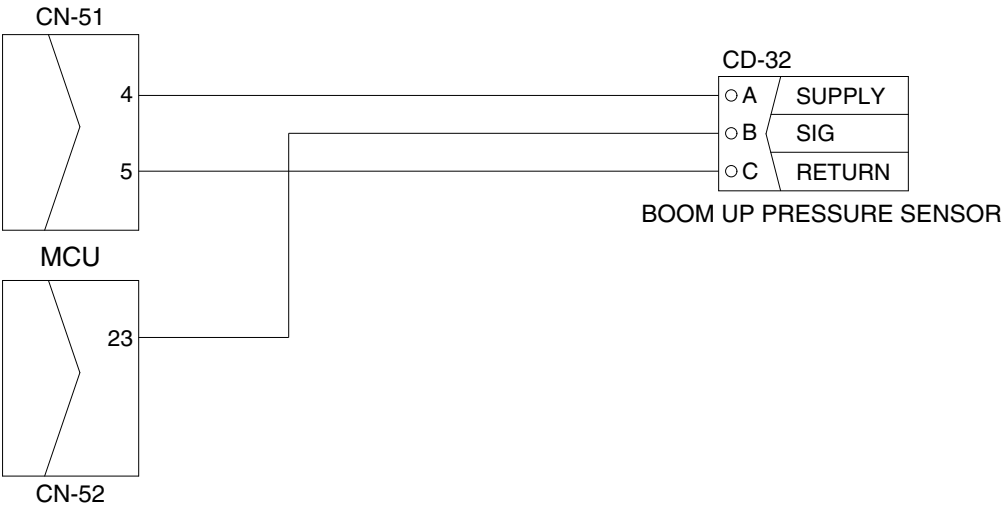 CN-51
4
5
MCU
23
CN-52
CD-32
A SUPPLY
B SIG
C RETURN
BOOM UP PRESSURE SENSOR